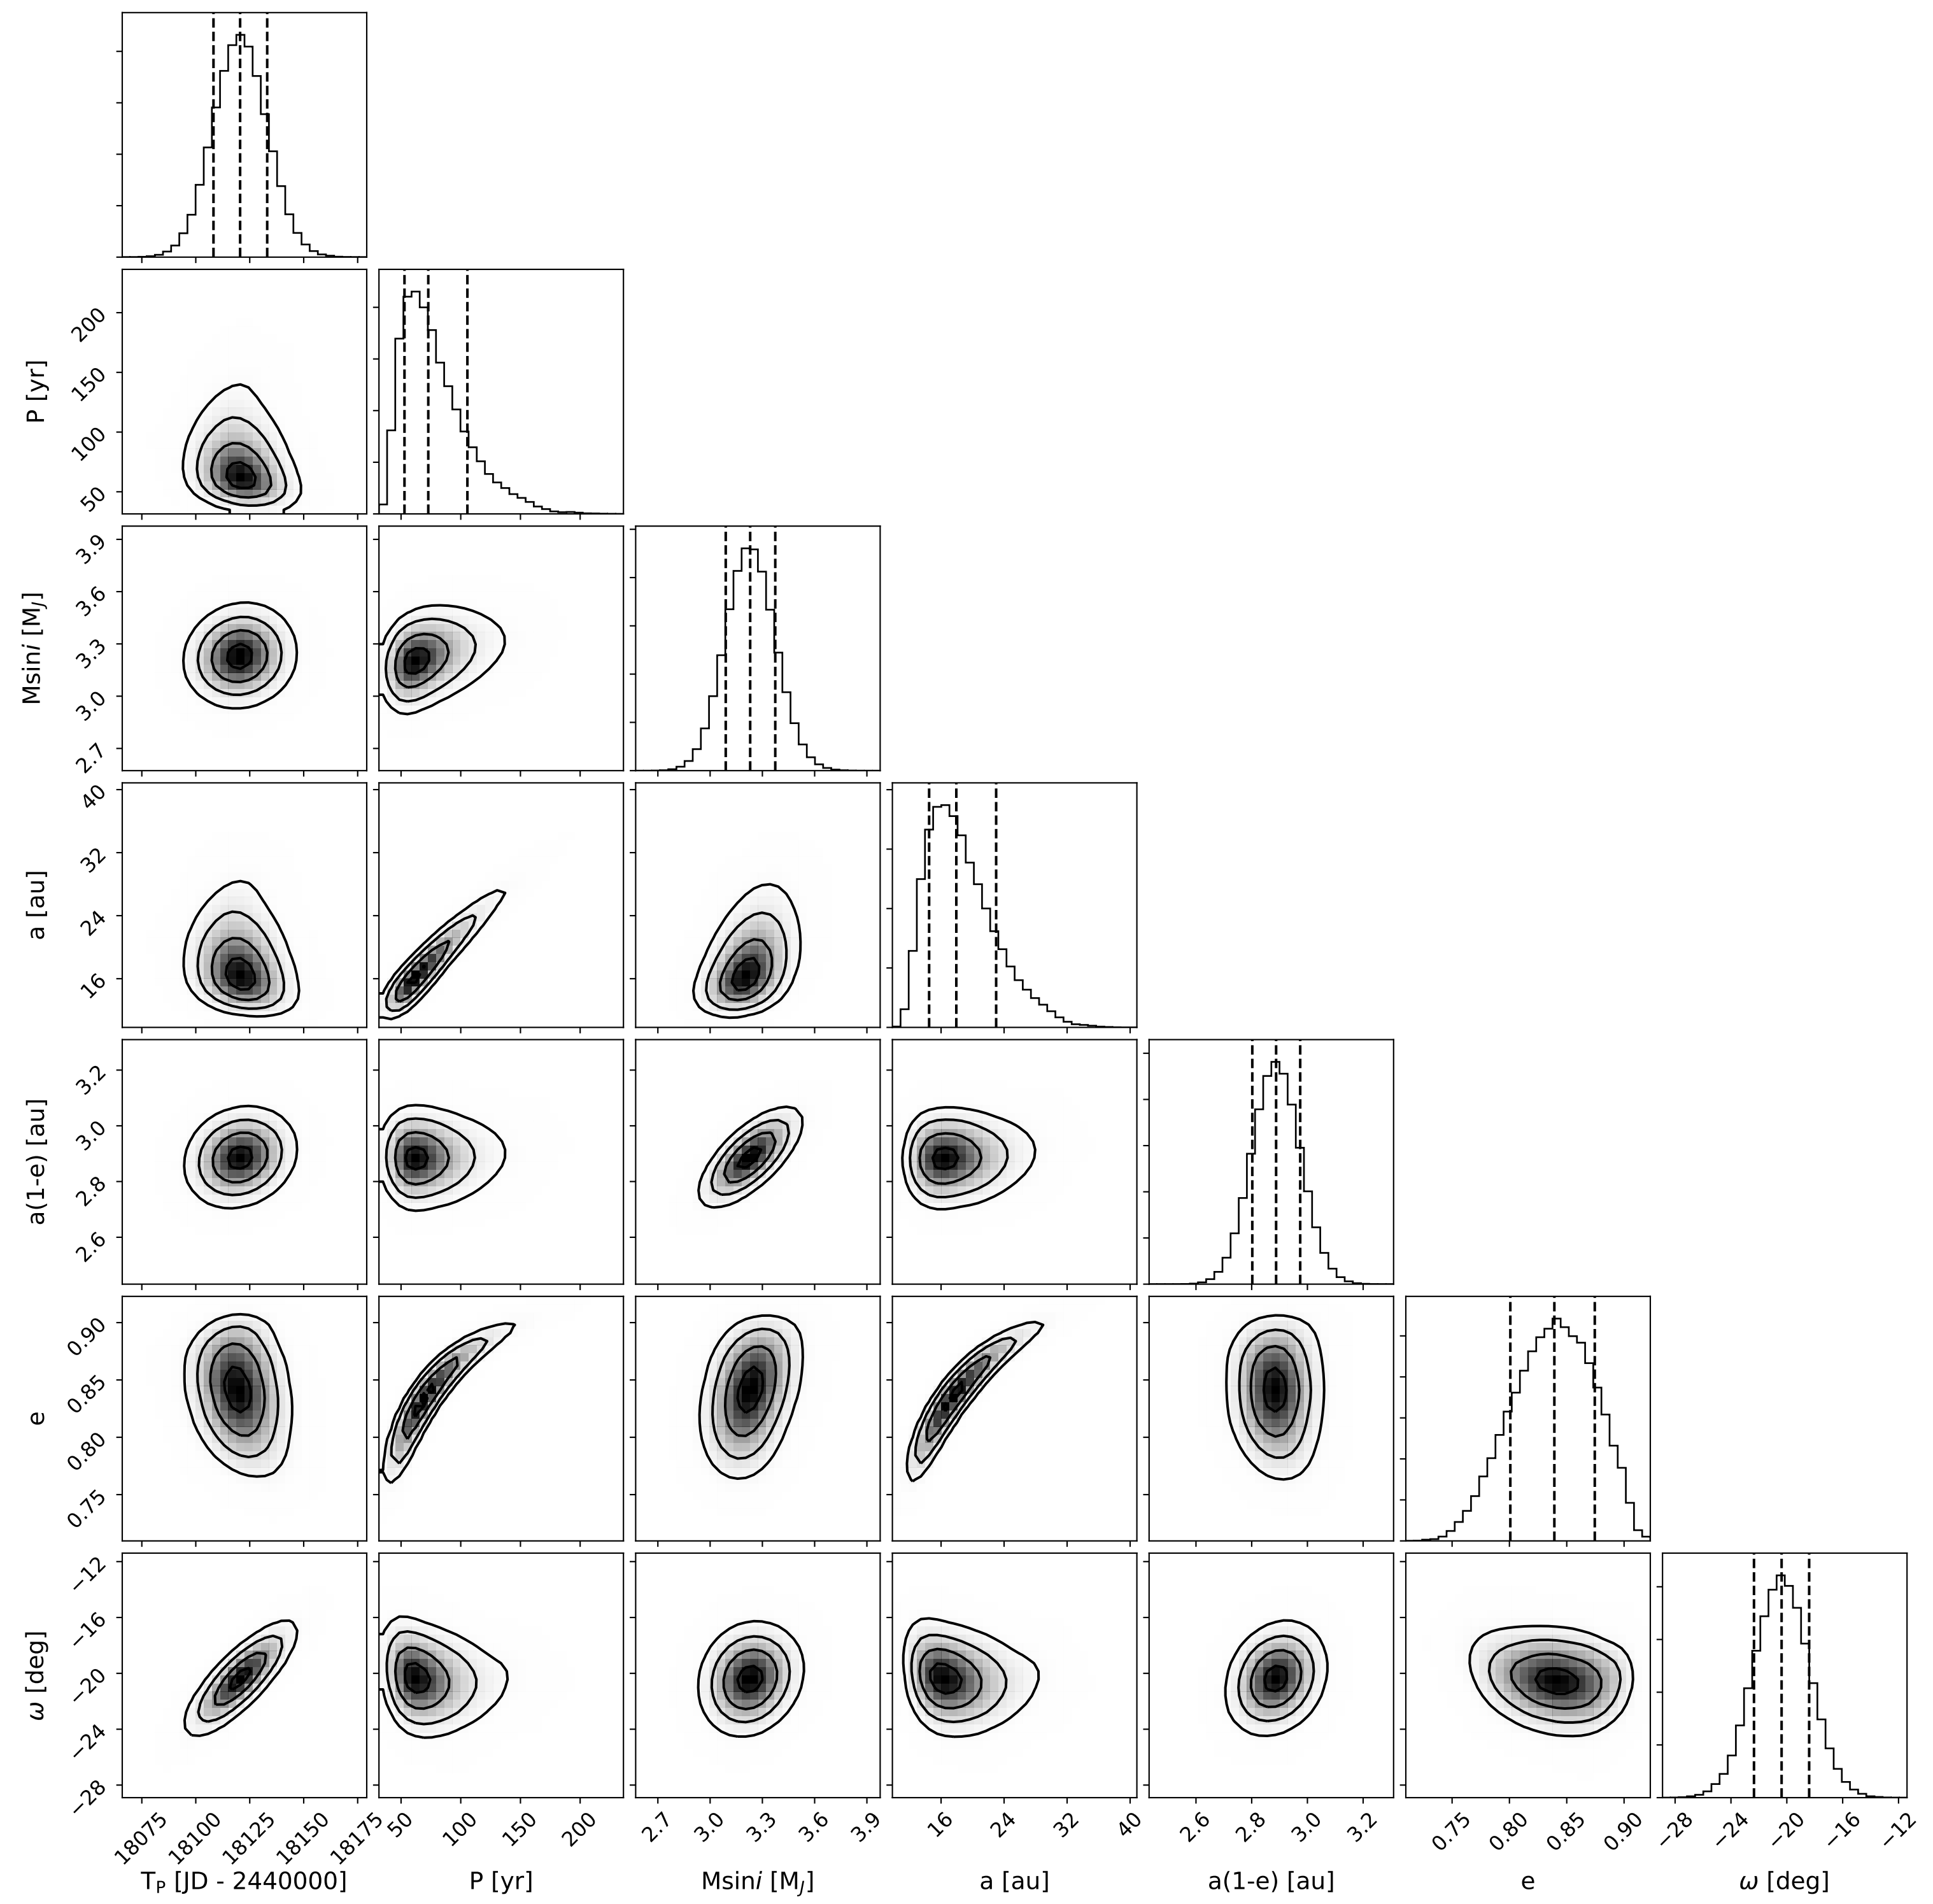 P [yr]
200
150
100
50
Msini [M_J]
3.9
3.6
3.3
3.0
2.7
a [au]
40
32
24
16
a(1-e) [au]
3.2
3.0
2.8
2.6
e
0.90
0.85
0.80
0.75
ω [deg]
−12
−16
−20
−24
−28
18075 18100 18125 18150 18175
50 100 150 200
2.7 3.0 3.3 3.6 3.9
16 24 32 40
2.6 2.8 3.0 3.2
0.75 0.80 0.85 0.90
−28 −24 −20 −16 −12
T_P [JD - 2440000]
P [yr]
Msini [M_J]
a [au]
a(1-e) [au]
e
ω [deg]